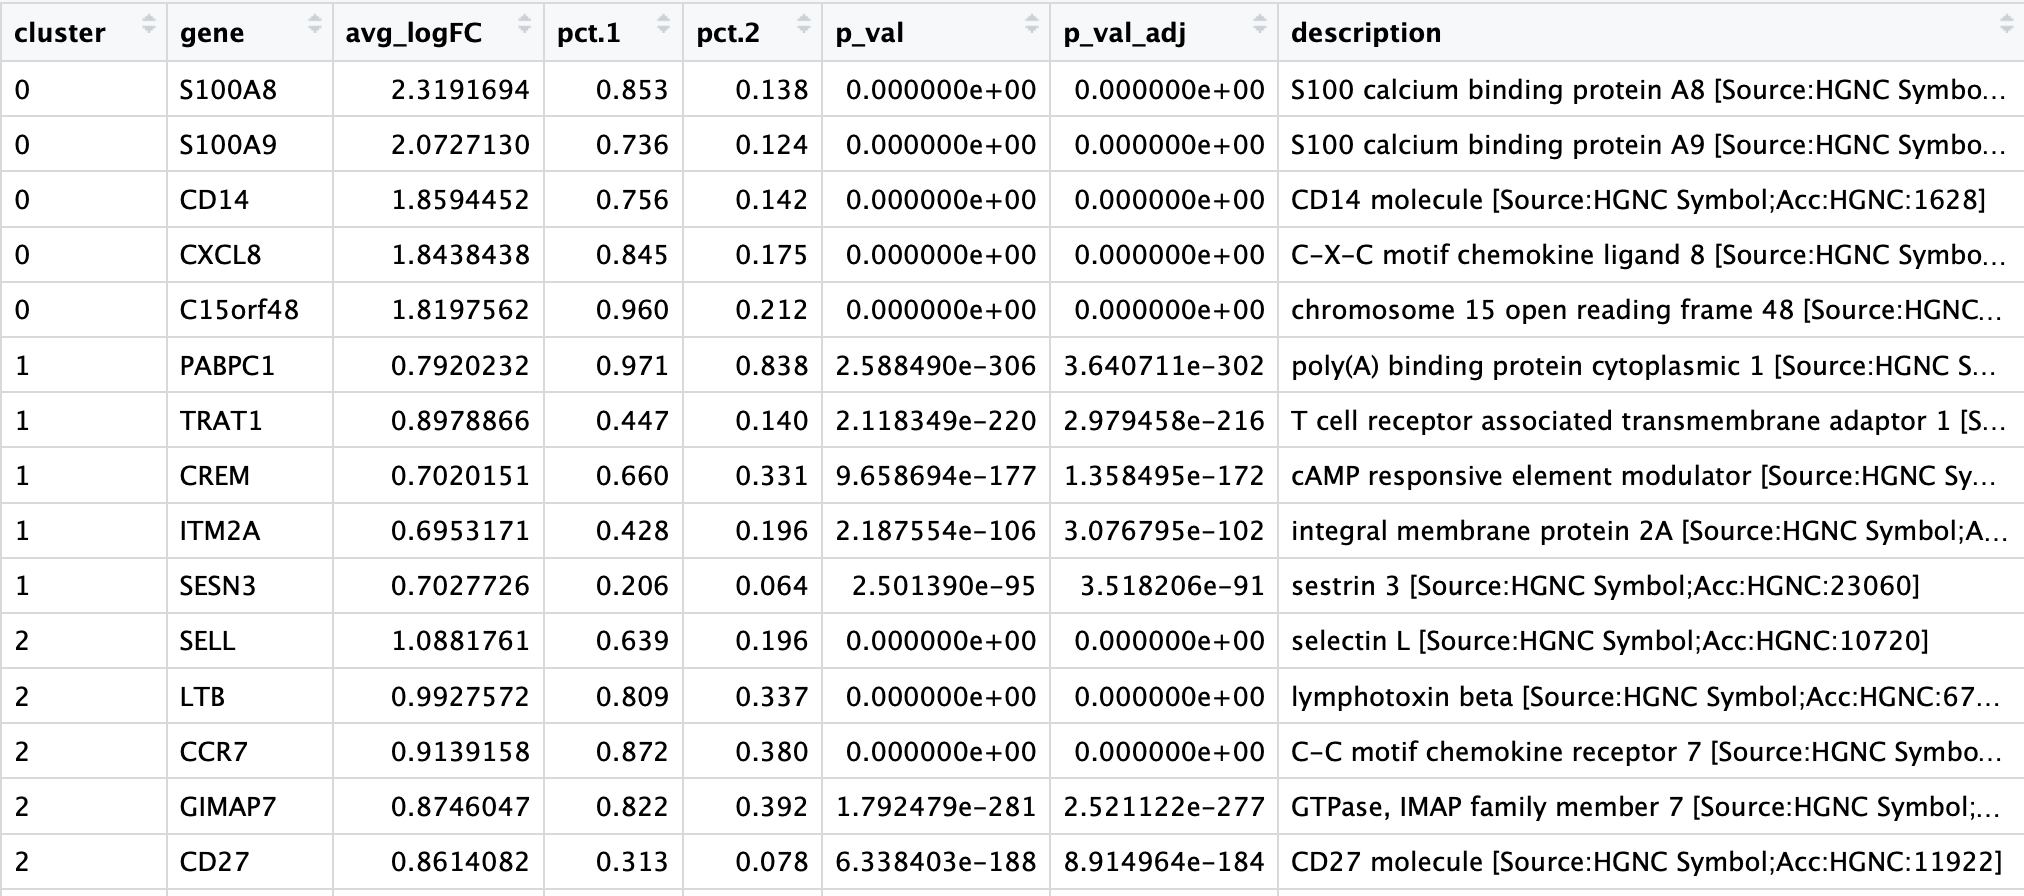 cluster gene avg_logFC pct.1 pct.2 p_val p_val_adj description
0 S100A8 2.3191694 0.853 0.138 0.000000e+00 0.000000e+00 S100 calcium binding protein A8 [Source:HGNC Symbo...
0 S100A9 2.0727130 0.736 0.124 0.000000e+00 0.000000e+00 S100 calcium binding protein A9 [Source:HGNC Symbo...
0 CD14 1.8594452 0.756 0.142 0.000000e+00 0.000000e+00 CD14 molecule [Source:HGNC Symbol;Acc:HGNC:1628]
0 CXCL8 1.8438438 0.845 0.175 0.000000e+00 0.000000e+00 C-X-C motif chemokine ligand 8 [Source:HGNC Symbo...
0 C15orf48 1.8197562 0.960 0.212 0.000000e+00 0.000000e+00 chromosome 15 open reading frame 48 [Source:HGNC...
1 PABPC1 0.7920232 0.971 0.838 2.588490e-306 3.640711e-302 poly(A) binding protein cytoplasmic 1 [Source:HGNC S...
1 TRAT1 0.8978866 0.447 0.140 2.118349e-220 2.979458e-216 T cell receptor associated transmembrane adaptor 1 [S...
1 CREM 0.7020151 0.660 0.331 9.658694e-177 1.358495e-172 cAMP responsive element modulator [Source:HGNC Sy...
1 ITM2A 0.6953171 0.428 0.196 2.187554e-106 3.076795e-102 integral membrane protein 2A [Source:HGNC Symbol;A...
1 SESN3 0.7027726 0.206 0.064 2.501390e-95 3.518206e-91 sestrin 3 [Source:HGNC Symbol;Acc:HGNC:23060]
2 SELL 1.0881761 0.639 0.196 0.000000e+00 0.000000e+00 selectin L [Source:HGNC Symbol;Acc:HGNC:10720]
2 LTB 0.9927572 0.809 0.337 0.000000e+00 0.000000e+00 lymphotoxin beta [Source:HGNC Symbol;Acc:HGNC:67...
2 CCR7 0.9139158 0.872 0.380 0.000000e+00 0.000000e+00 C-C motif chemokine receptor 7 [Source:HGNC Symbo...
2 GIMAP7 0.8746047 0.822 0.392 1.792479e-281 2.521122e-277 GTPase, IMAP family member 7 [Source:HGNC Symbol;...
2 CD27 0.8614082 0.313 0.078 6.338403e-188 8.914964e-184 CD27 molecule [Source:HGNC Symbol;Acc:HGNC:11922]